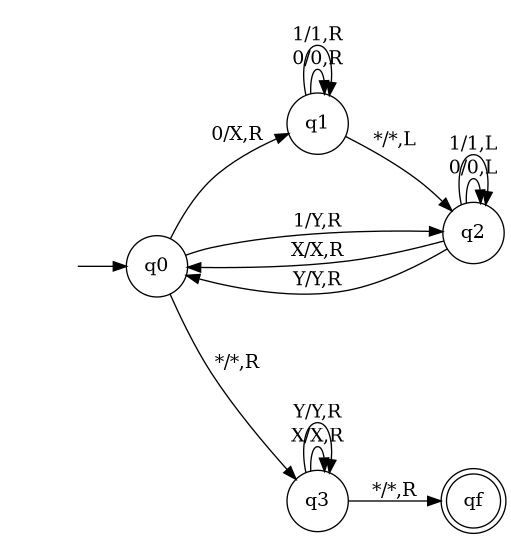 1/1,R
0/0,R
q1
0/X,R
*/*,L
1/1,L
0/0,L
q2
1/Y,R
X/X,R
q0
Y/Y,R
*/*,R
Y/Y,R
X/X,R
q3
*/*,R
qf